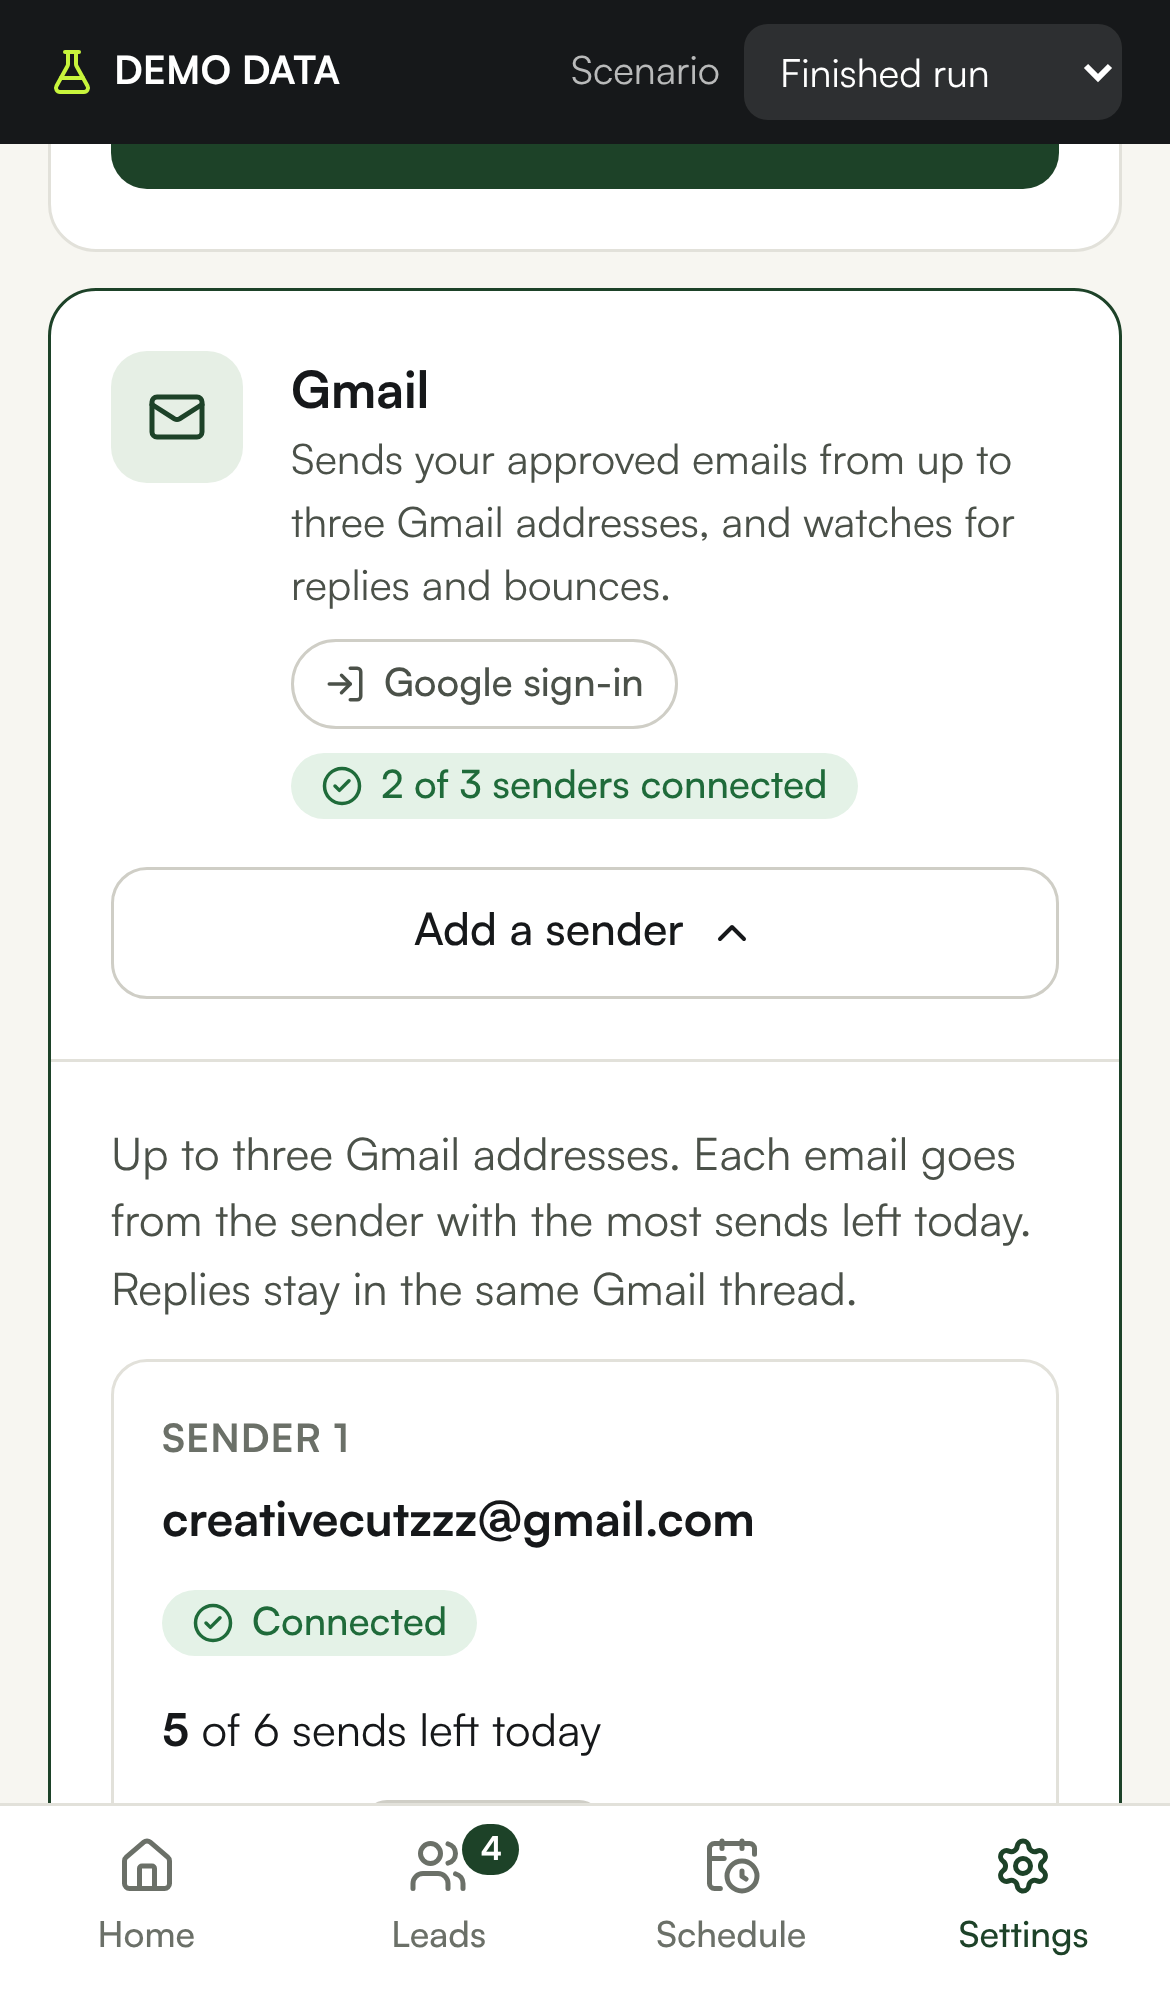 DEMO DATA
Scenario
Finished run
Gmail
Sends your approved emails from up to
three Gmail addresses, and watches for
replies and bounces.
Google sign-in
2 of 3 senders connected
Add a sender
Up to three Gmail addresses. Each email goes
from the sender with the most sends left today.
Replies stay in the same Gmail thread.
SENDER 1
creativecutzzz@gmail.com
Connected
5 of 6 sends left today
4
Home
Leads
Schedule
Settings